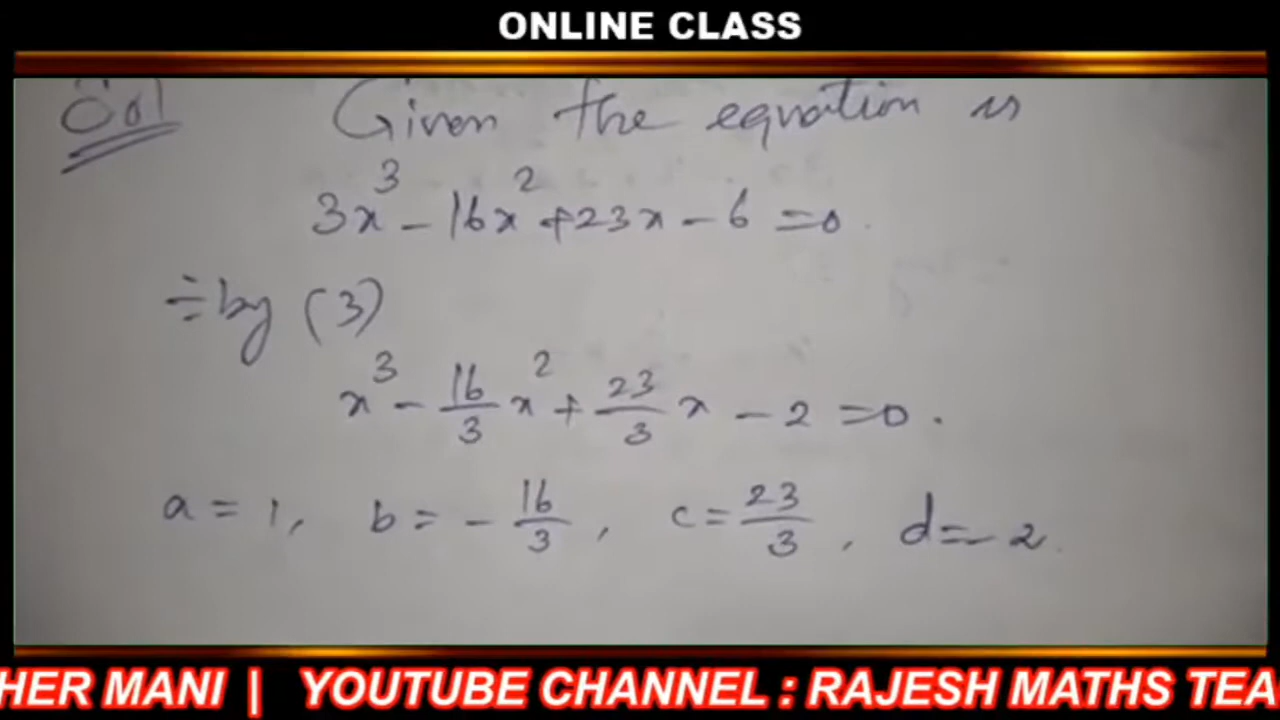 ONLINE CLASS
Sol Given the equation is
3x³ - 16x² + 23x - 6 = 0.
÷ by (3)
x³ - 16/3 x² + 23/3 x - 2 = 0.
a = 1, b = - 16/3, c = 23/3, d = - 2.
HER MANI | YOUTUBE CHANNEL : RAJESH MATHS TEA